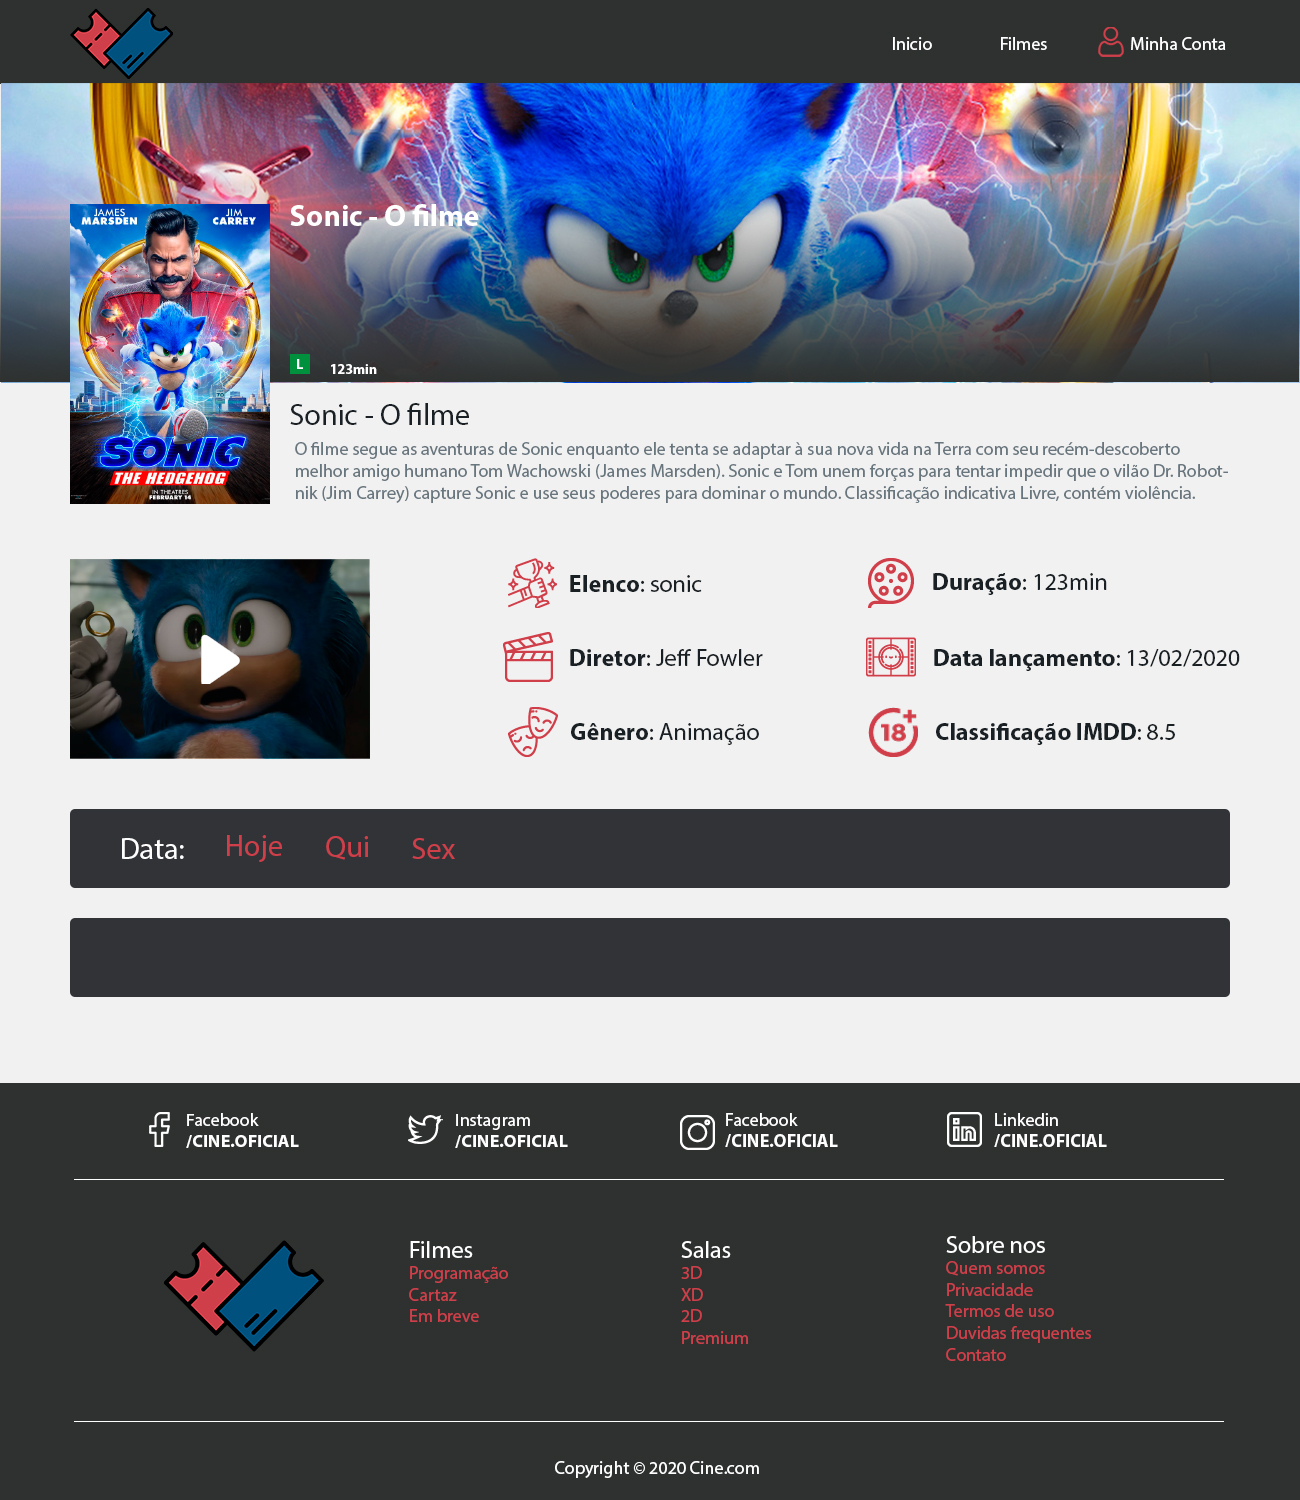 Inicio
Filmes
Minha Conta
JAMES
MARSDEN
JIM
CARREY
Sonic - O filme
L
123min
SONIC
THE HEDGEHOG
IN THEATRES
FEBRUARY 14
Sonic - O filme
O filme segue as aventuras de Sonic enquanto ele tenta se adaptar à sua nova vida na Terra com seu recém-descoberto
melhor amigo humano Tom Wachowski (James Marsden). Sonic e Tom unem forças para tentar impedir que o vilão Dr. Robot-
nik (Jim Carrey) capture Sonic e use seus poderes para dominar o mundo. Classificação indicativa Livre, contém violência.
Elenco: sonic
Duração: 123min
Diretor: Jeff Fowler
Data lançamento: 13/02/2020
Gênero: Animação
18+
Classificação IMDD: 8.5
Data:
Hoje
Qui
Sex
Facebook
/CINE.OFICIAL
Instagram
/CINE.OFICIAL
Facebook
/CINE.OFICIAL
in
Linkedin
/CINE.OFICIAL
Filmes
Programação
Cartaz
Em breve
Salas
3D
XD
2D
Premium
Sobre nos
Quem somos
Privacidade
Termos de uso
Duvidas frequentes
Contato
Copyright © 2020 Cine.com